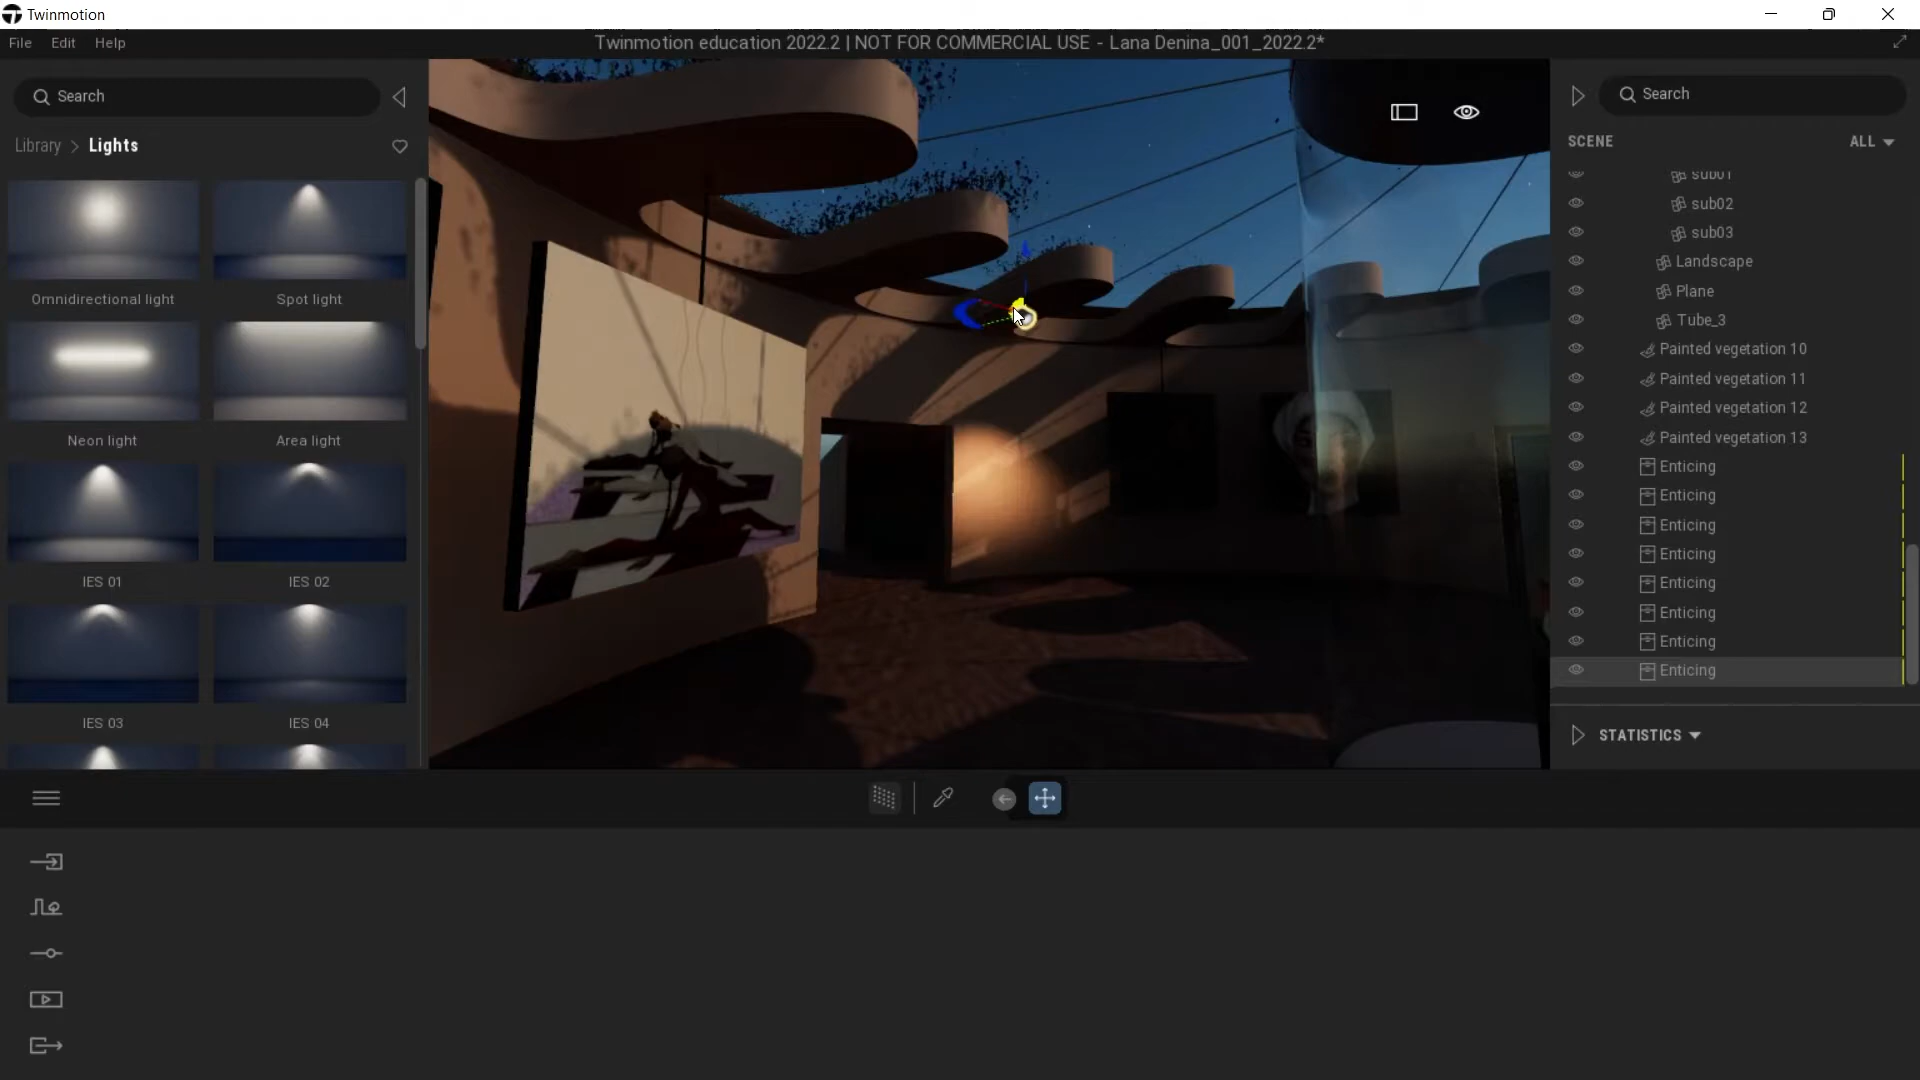 Twinmotion
File Edit Help
Twinmotion education 2022.2 | NOT FOR COMMERCIAL USE - Lana Denina_001_2022.2*
Search
Library > Lights
Omnidirectional light
Spot light
Neon light
Area light
IES 01
IES 02
IES 03
IES 04
Search
SCENE
ALL
sub01
sub02
sub03
Landscape
Plane
Tube_3
Painted vegetation 10
Painted vegetation 11
Painted vegetation 12
Painted vegetation 13
Enticing
Enticing
Enticing
Enticing
Enticing
Enticing
Enticing
Enticing
STATISTICS